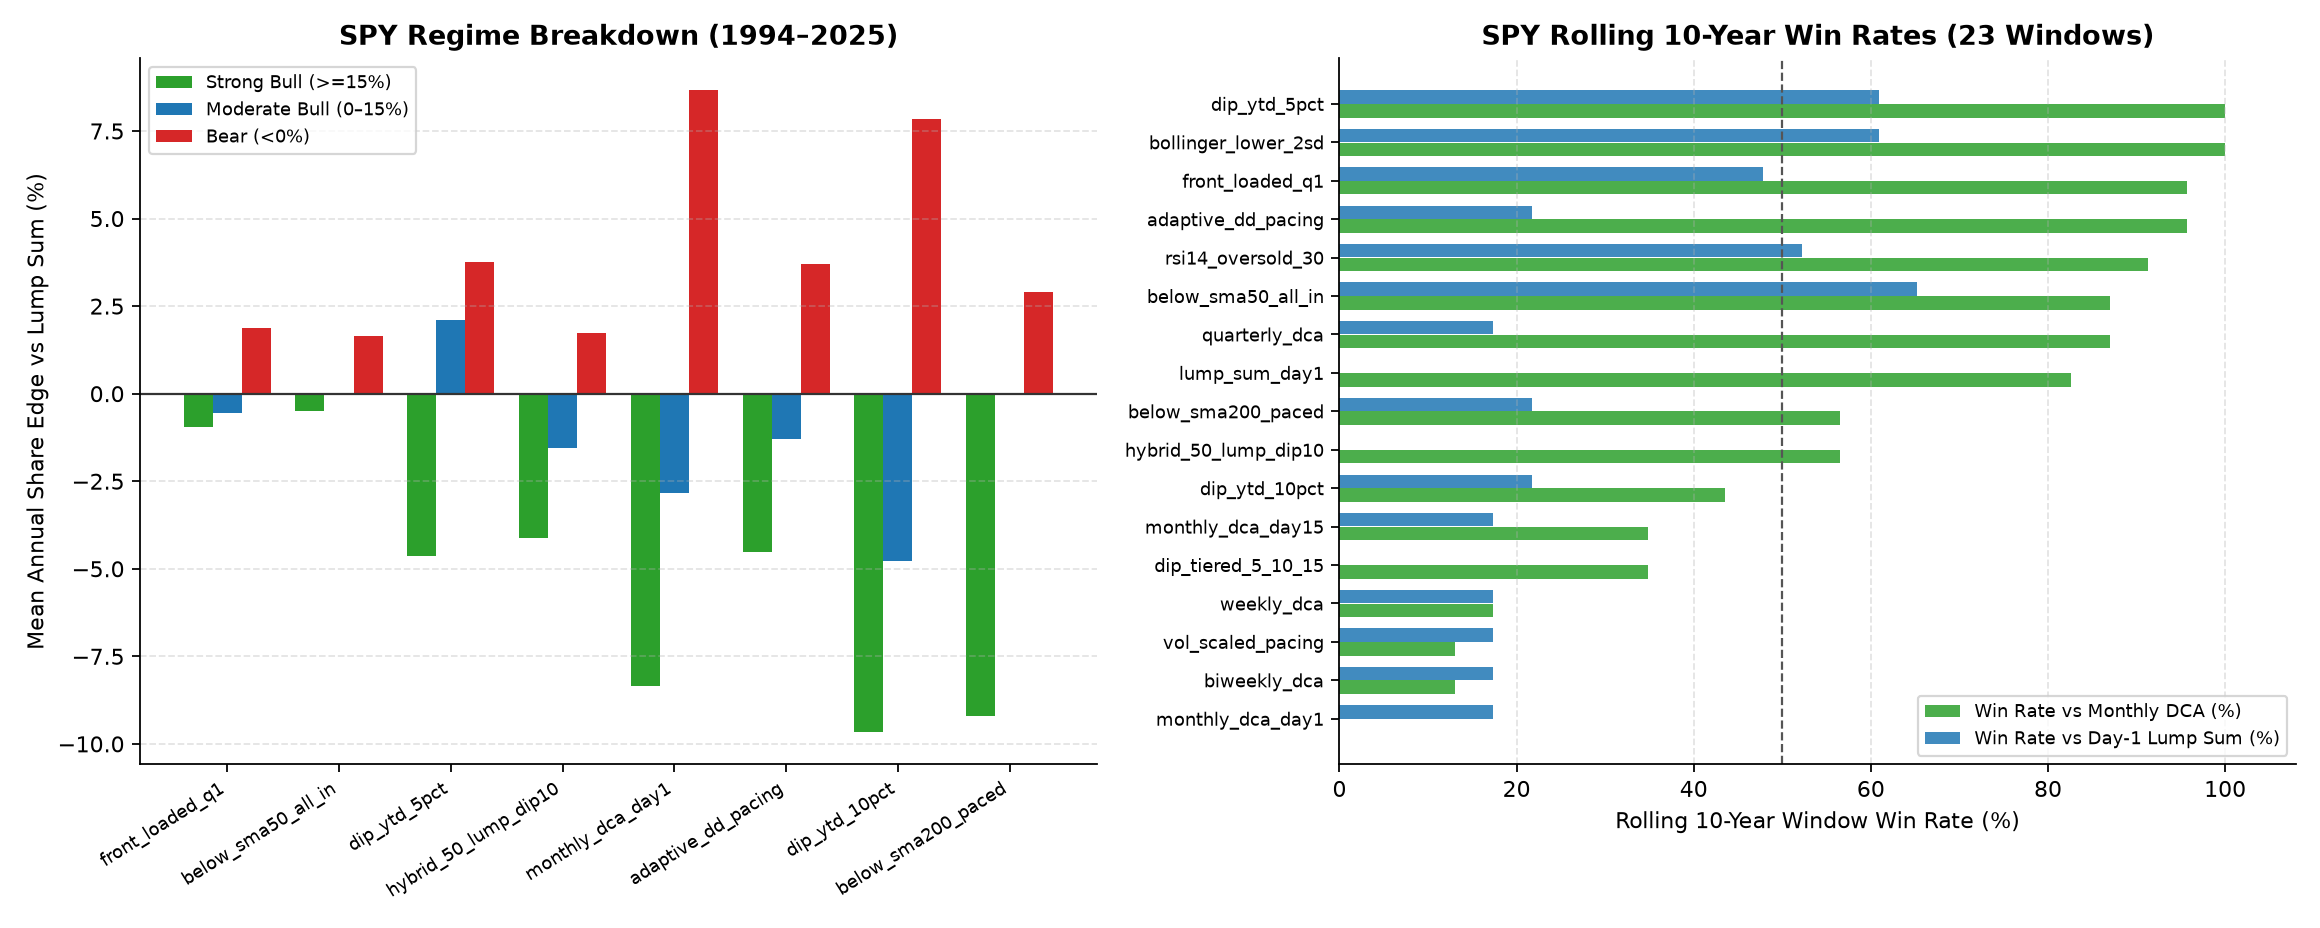 SPY Regime Breakdown (1994–2025)
Strong Bull (>=15%)
Moderate Bull (0–15%)
Bear (<0%)
Mean Annual Share Edge vs Lump Sum (%)
7.5
5.0
2.5
0.0
−2.5
−5.0
−7.5
−10.0
front_loaded_q1
below_sma50_all_in
dip_ytd_5pct
hybrid_50_lump_dip10
monthly_dca_day1
adaptive_dd_pacing
dip_ytd_10pct
below_sma200_paced
SPY Rolling 10-Year Win Rates (23 Windows)
dip_ytd_5pct
bollinger_lower_2sd
front_loaded_q1
adaptive_dd_pacing
rsi14_oversold_30
below_sma50_all_in
quarterly_dca
lump_sum_day1
below_sma200_paced
hybrid_50_lump_dip10
dip_ytd_10pct
monthly_dca_day15
dip_tiered_5_10_15
weekly_dca
vol_scaled_pacing
biweekly_dca
monthly_dca_day1
Win Rate vs Monthly DCA (%)
Win Rate vs Day-1 Lump Sum (%)
0 20 40 60 80 100
Rolling 10-Year Window Win Rate (%)